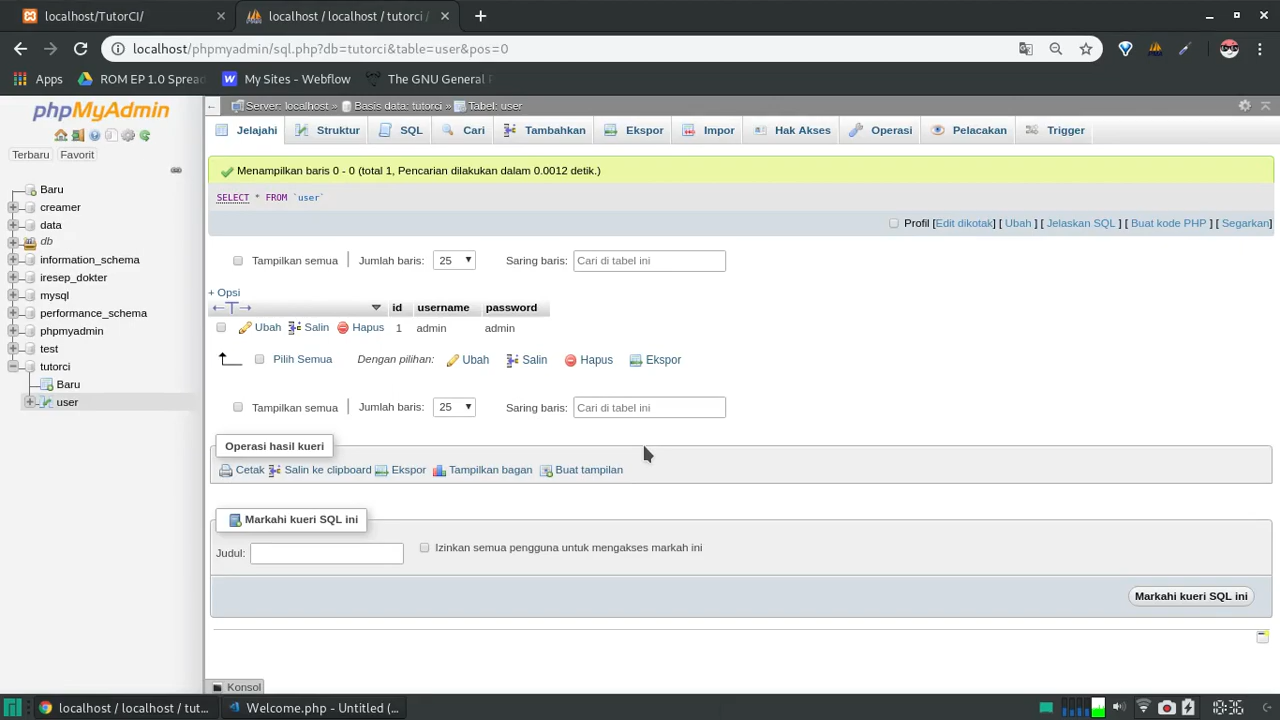 localhost/TutorCI/
localhost / localhost / tutorci /
localhost/phpmyadmin/sql.php?db=tutorci&table=user&pos=0
Apps
ROM EP 1.0 Spread
My Sites - Webflow
The GNU General P
phpMyAdmin
Terbaru
Favorit
Baru
creamer
data
db
information_schema
iresep_dokter
mysql
performance_schema
phpmyadmin
test
tutorci
Baru
user
Server: localhost » Basis data: tutorci » Tabel: user
Jelajahi Struktur SQL Cari Tambahkan Ekspor Impor Hak Akses Operasi Pelacakan Trigger
Menampilkan baris 0 - 0 (total 1, Pencarian dilakukan dalam 0.0012 detik.)
SELECT * FROM `user`
Profil [Edit dikotak] [ Ubah ] [ Jelaskan SQL ] [ Buat kode PHP ] [ Segarkan]
Tampilkan semua Jumlah baris: 25 Saring baris: Cari di tabel ini
+ Opsi
←T→ id username password
Ubah Salin Hapus 1 admin admin
Pilih Semua Dengan pilihan: Ubah Salin Hapus Ekspor
Tampilkan semua Jumlah baris: 25 Saring baris: Cari di tabel ini
Operasi hasil kueri
Cetak Salin ke clipboard Ekspor Tampilkan bagan Buat tampilan
Markahi kueri SQL ini
Judul: Izinkan semua pengguna untuk mengakses markah ini
Markahi kueri SQL ini
Konsol
localhost / localhost / tut...
Welcome.php - Untitled (...
10:36